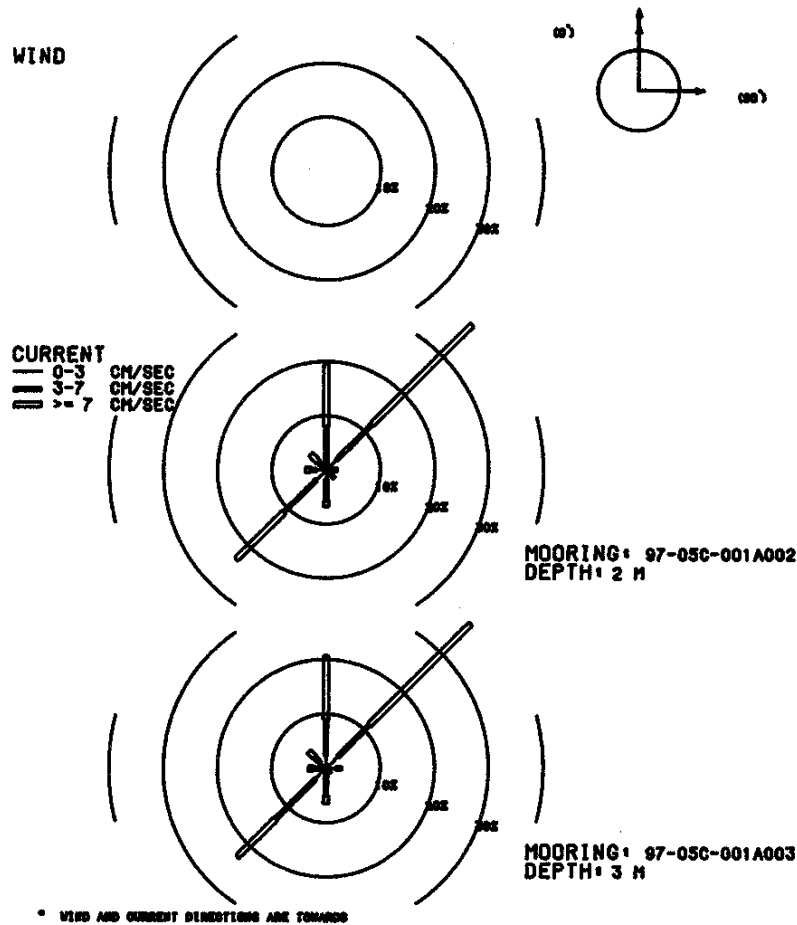 WIND
(0°)
(90°)
10%
20%
30%
CURRENT
0-3 CM/SEC
3-7 CM/SEC
>= 7 CM/SEC
10%
20%
30%
MOORING: 97-05C-001A002
DEPTH: 2 M
10%
20%
30%
MOORING: 97-05C-001A003
DEPTH: 3 M
* WIND AND CURRENT DIRECTIONS ARE TOWARDS